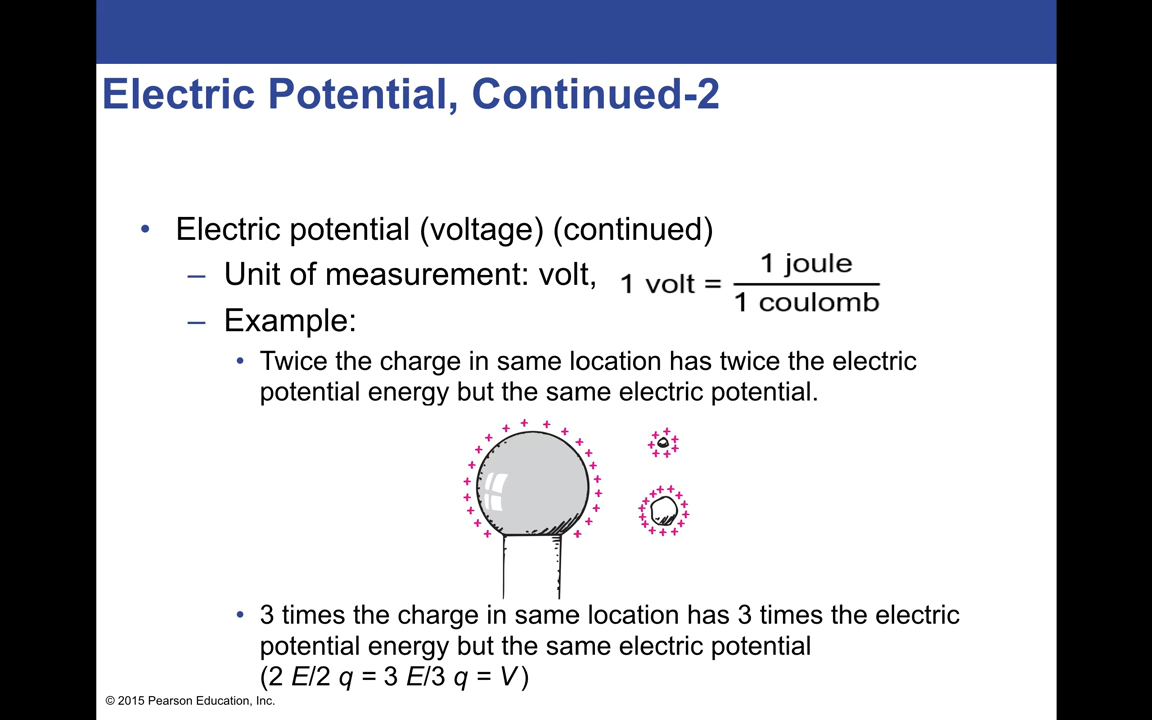 Electric Potential, Continued-2
• Electric potential (voltage) (continued)
– Unit of measurement: volt, 1 volt = 1 joule / 1 coulomb
– Example:
• Twice the charge in same location has twice the electric
potential energy but the same electric potential.
• 3 times the charge in same location has 3 times the electric
potential energy but the same electric potential
(2 E/2 q = 3 E/3 q = V)
© 2015 Pearson Education, Inc.